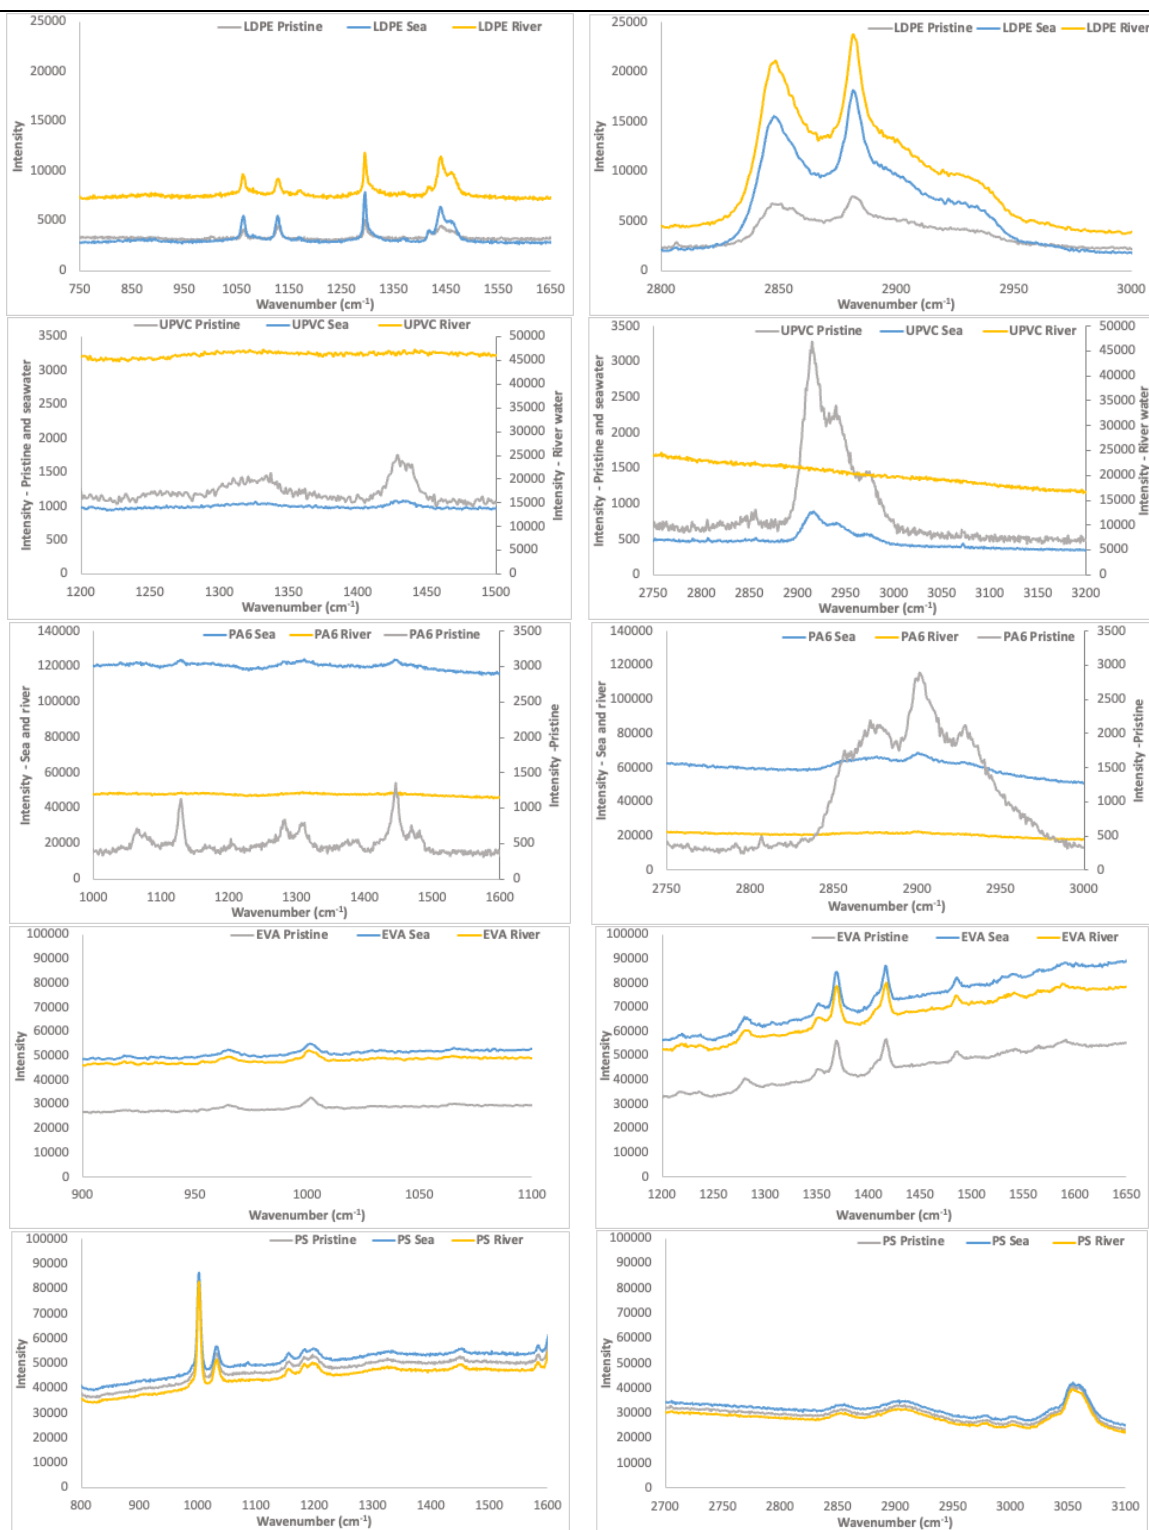 LDPE Pristine LDPE Sea LDPE River
25000
20000
15000
10000
5000
0
Intensity
750 850 950 1050 1150 1250 1350 1450 1550 1650
Wavenumber (cm-1)
LDPE Pristine LDPE Sea LDPE River
25000
20000
15000
10000
5000
0
Intensity
2800 2850 2900 2950 3000
Wavenumber (cm-1)
UPVC Pristine UPVC Sea UPVC River
3500
3000
2500
2000
1500
1000
500
0
Intensity - Pristine and seawater
50000
45000
40000
35000
30000
25000
20000
15000
10000
5000
0
Intensity - River water
1200 1250 1300 1350 1400 1450 1500
Wavenumber (cm-1)
UPVC Pristine UPVC Sea UPVC River
3500
3000
2500
2000
1500
1000
500
0
Intensity - Pristine and seawater
50000
45000
40000
35000
30000
25000
20000
15000
10000
5000
0
Intensity - River water
2750 2800 2850 2900 2950 3000 3050 3100 3150 3200
Wavenumber (cm-1)
PA6 Sea PA6 River PA6 Pristine
140000
120000
100000
80000
60000
40000
20000
0
Intensity - Sea and river
3500
3000
2500
2000
1500
1000
500
0
Intensity -Pristine
1000 1100 1200 1300 1400 1500 1600
Wavenumber (cm-1)
PA6 Sea PA6 River PA6 Pristine
140000
120000
100000
80000
60000
40000
20000
0
Intensity - Sea and river
3500
3000
2500
2000
1500
1000
500
0
Intensity -Pristine
2750 2800 2850 2900 2950 3000
Wavenumber (cm-1)
EVA Pristine EVA Sea EVA River
100000
90000
80000
70000
60000
50000
40000
30000
20000
10000
0
Intensity
900 950 1000 1050 1100
Wavenumber (cm-1)
EVA Pristine EVA Sea EVA River
100000
90000
80000
70000
60000
50000
40000
30000
20000
10000
0
Intensity
1200 1250 1300 1350 1400 1450 1500 1550 1600 1650
Wavenumber (cm-1)
PS Pristine PS Sea PS River
100000
90000
80000
70000
60000
50000
40000
30000
20000
10000
0
Intensity
800 900 1000 1100 1200 1300 1400 1500 1600
Wavenumber (cm-1)
PS Pristine PS Sea PS River
100000
90000
80000
70000
60000
50000
40000
30000
20000
10000
0
Intensity
2700 2750 2800 2850 2900 2950 3000 3050 3100
Wavenumber (cm-1)